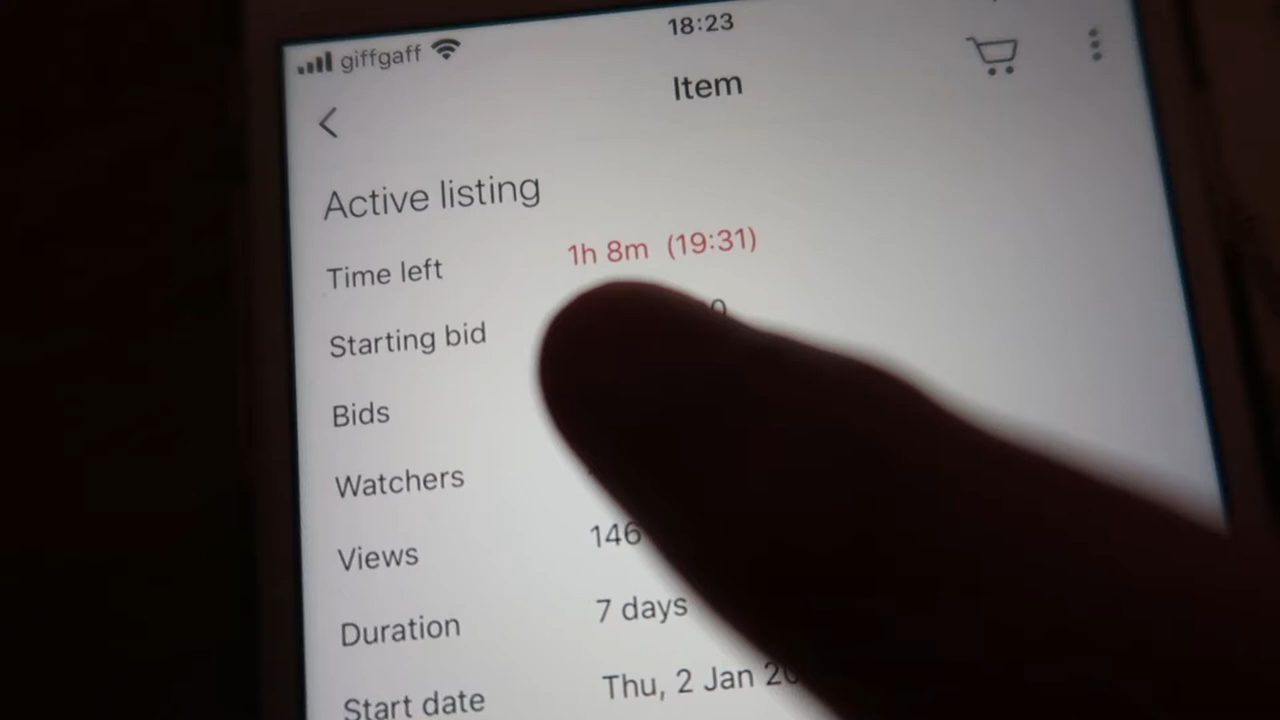 giffgaff 18:23
Item
Active listing
Time left 1h 8m (19:31)
Starting bid
Bids
Watchers
Views 146
Duration 7 days
Start date Thu, 2 Jan